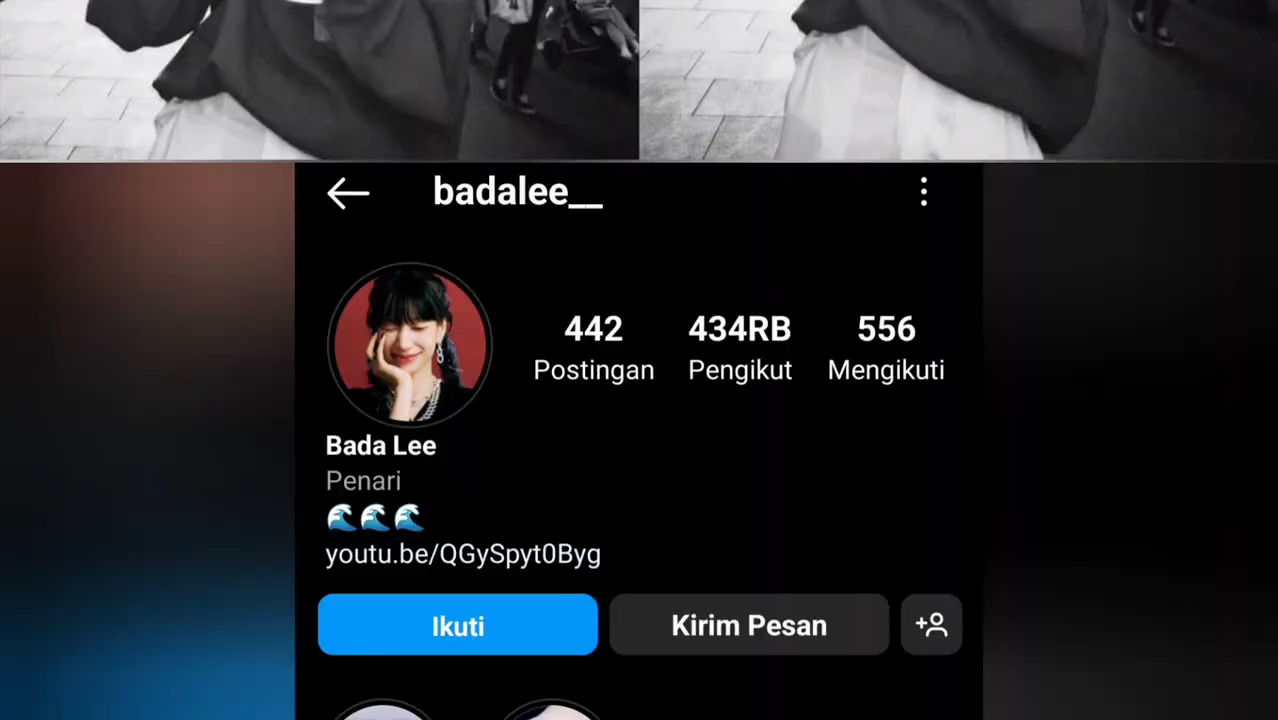 badalee__
442 434RB 556
Postingan Pengikut Mengikuti
Bada Lee
Penari
🌊🌊🌊
youtu.be/QGySpyt0Byg
Ikuti Kirim Pesan